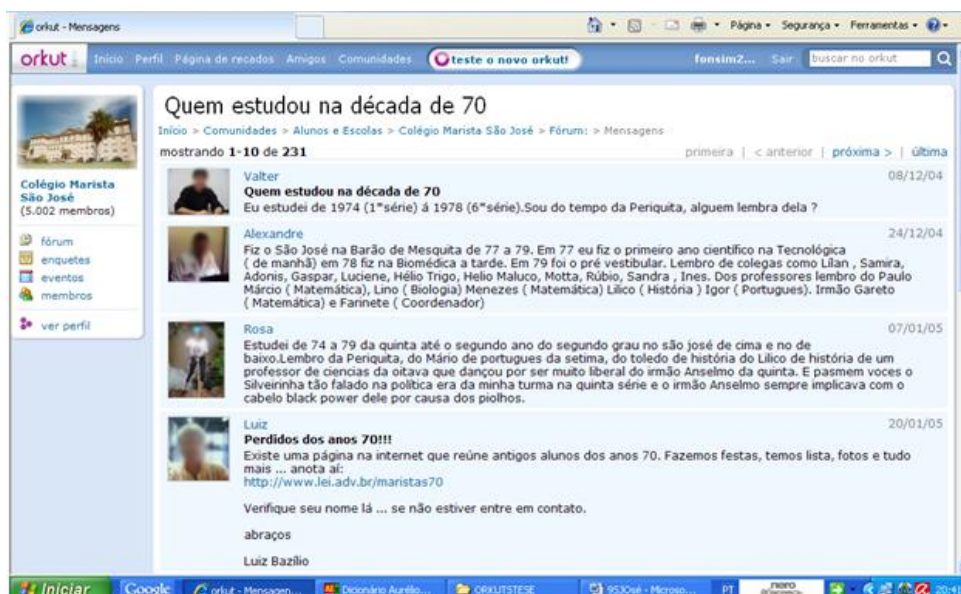 orkut - Mensagens
Página
Segurança
Ferramentas
orkut
Início Perfil Página de recados Amigos Comunidades
teste o novo orkut!
fonsim2... Sair
buscar no orkut
Colégio Marista
São José
(5.002 membros)
fórum
enquetes
eventos
membros
ver perfil
Quem estudou na década de 70
Início > Comunidades > Alunos e Escolas > Colégio Marista São José > Fórum: > Mensagens
mostrando 1-10 de 231
primeira | < anterior | próxima > | última
Valter
08/12/04
Quem estudou na década de 70
Eu estudei de 1974 (1ªsérie) á 1978 (6ªsérie).Sou do tempo da Periquita, alguem lembra dela ?
Alexandre
24/12/04
Fiz o São José na Barão de Mesquita de 77 a 79. Em 77 eu fiz o primeiro ano científico na Tecnológica
( de manhã) em 78 fiz na Biomédica a tarde. Em 79 foi o pré vestibular. Lembro de colegas como Lílan , Samira,
Adonis, Gaspar, Luciene, Hélio Trigo, Helio Maluco, Motta, Rúbio, Sandra , Ines. Dos professores lembro do Paulo
Márcio ( Matemática), Lino ( Biologia) Menezes ( Matemática) Lilico ( História ) Igor ( Portugues). Irmão Gareto
( Matemática) e Farinete ( Coordenador)
Rosa
07/01/05
Estudei de 74 a 79 da quinta até o segundo ano do segundo grau no são josé de cima e no de
baixo.Lembro da Periquita, do Mário de portugues da setima, do toledo de história do Lilico de história de um
professor de ciencias da oitava que dançou por ser muito liberal do irmão Anselmo da quinta. E pasmem voces o
Silveirinha tão falado na política era da minha turma na quinta série e o irmão Anselmo sempre implicava com o
cabelo black power dele por causa dos piolhos.
Luiz
20/01/05
Perdidos dos anos 70!!!
Existe uma página na internet que reúne antigos alunos dos anos 70. Fazemos festas, temos lista, fotos e tudo
mais ... anota aí:
http://www.lei.adv.br/maristas70
Verifique seu nome lá ... se não estiver entre em contato.
abraços
Luiz Bazílio
Iniciar
Google
orkut - Mensagen...
Dicionário Aurélio...
ORKUTSTESE
953Osé - Microso...
PT
nero
20:41